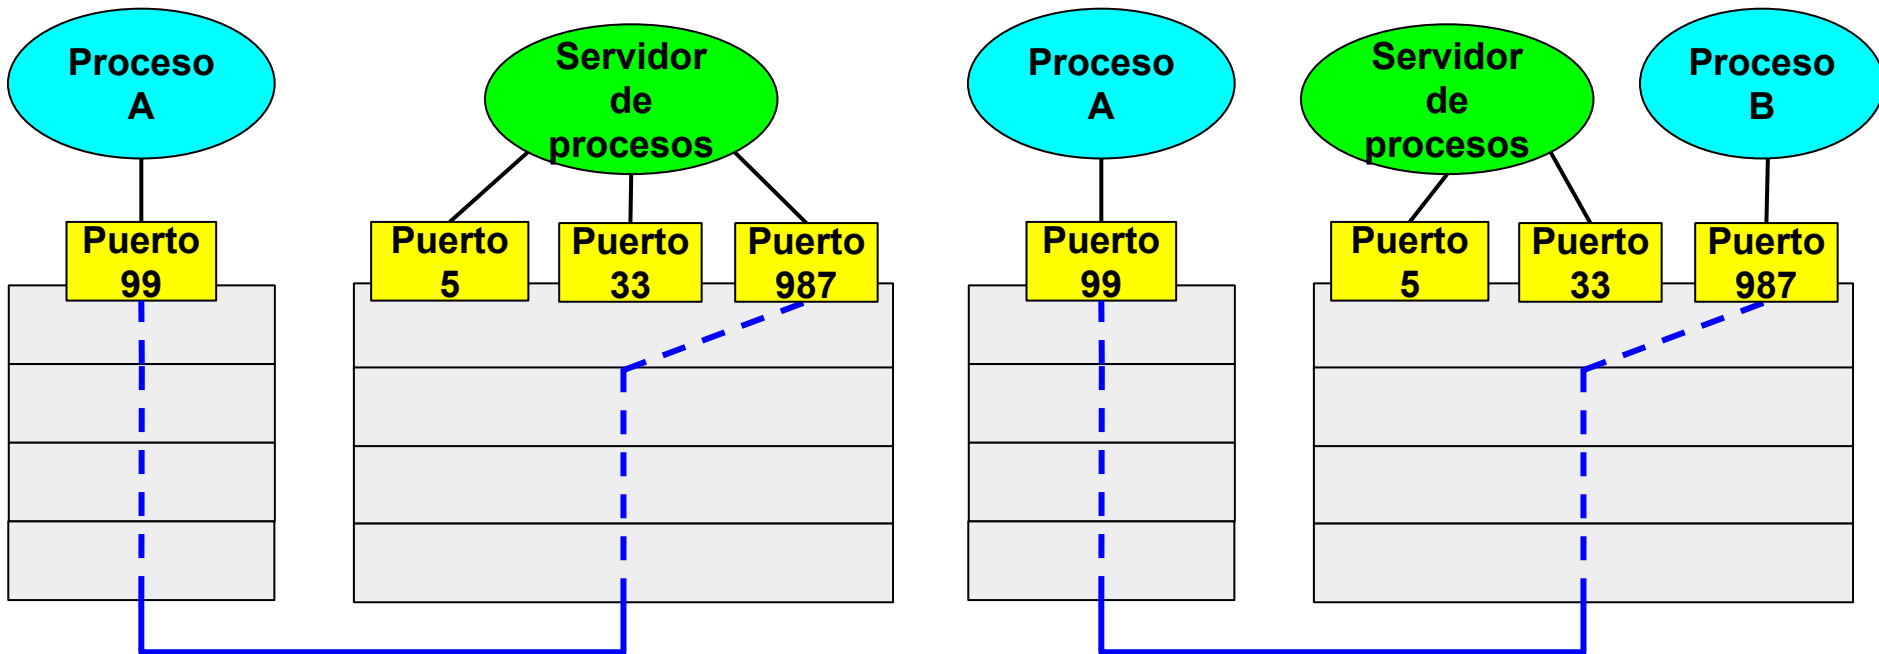 Proceso
A
Servidor
de
procesos
Puerto
99
Puerto
5
Puerto
33
Puerto
987
Proceso
A
Servidor
de
procesos
Proceso
B
Puerto
99
Puerto
5
Puerto
33
Puerto
987